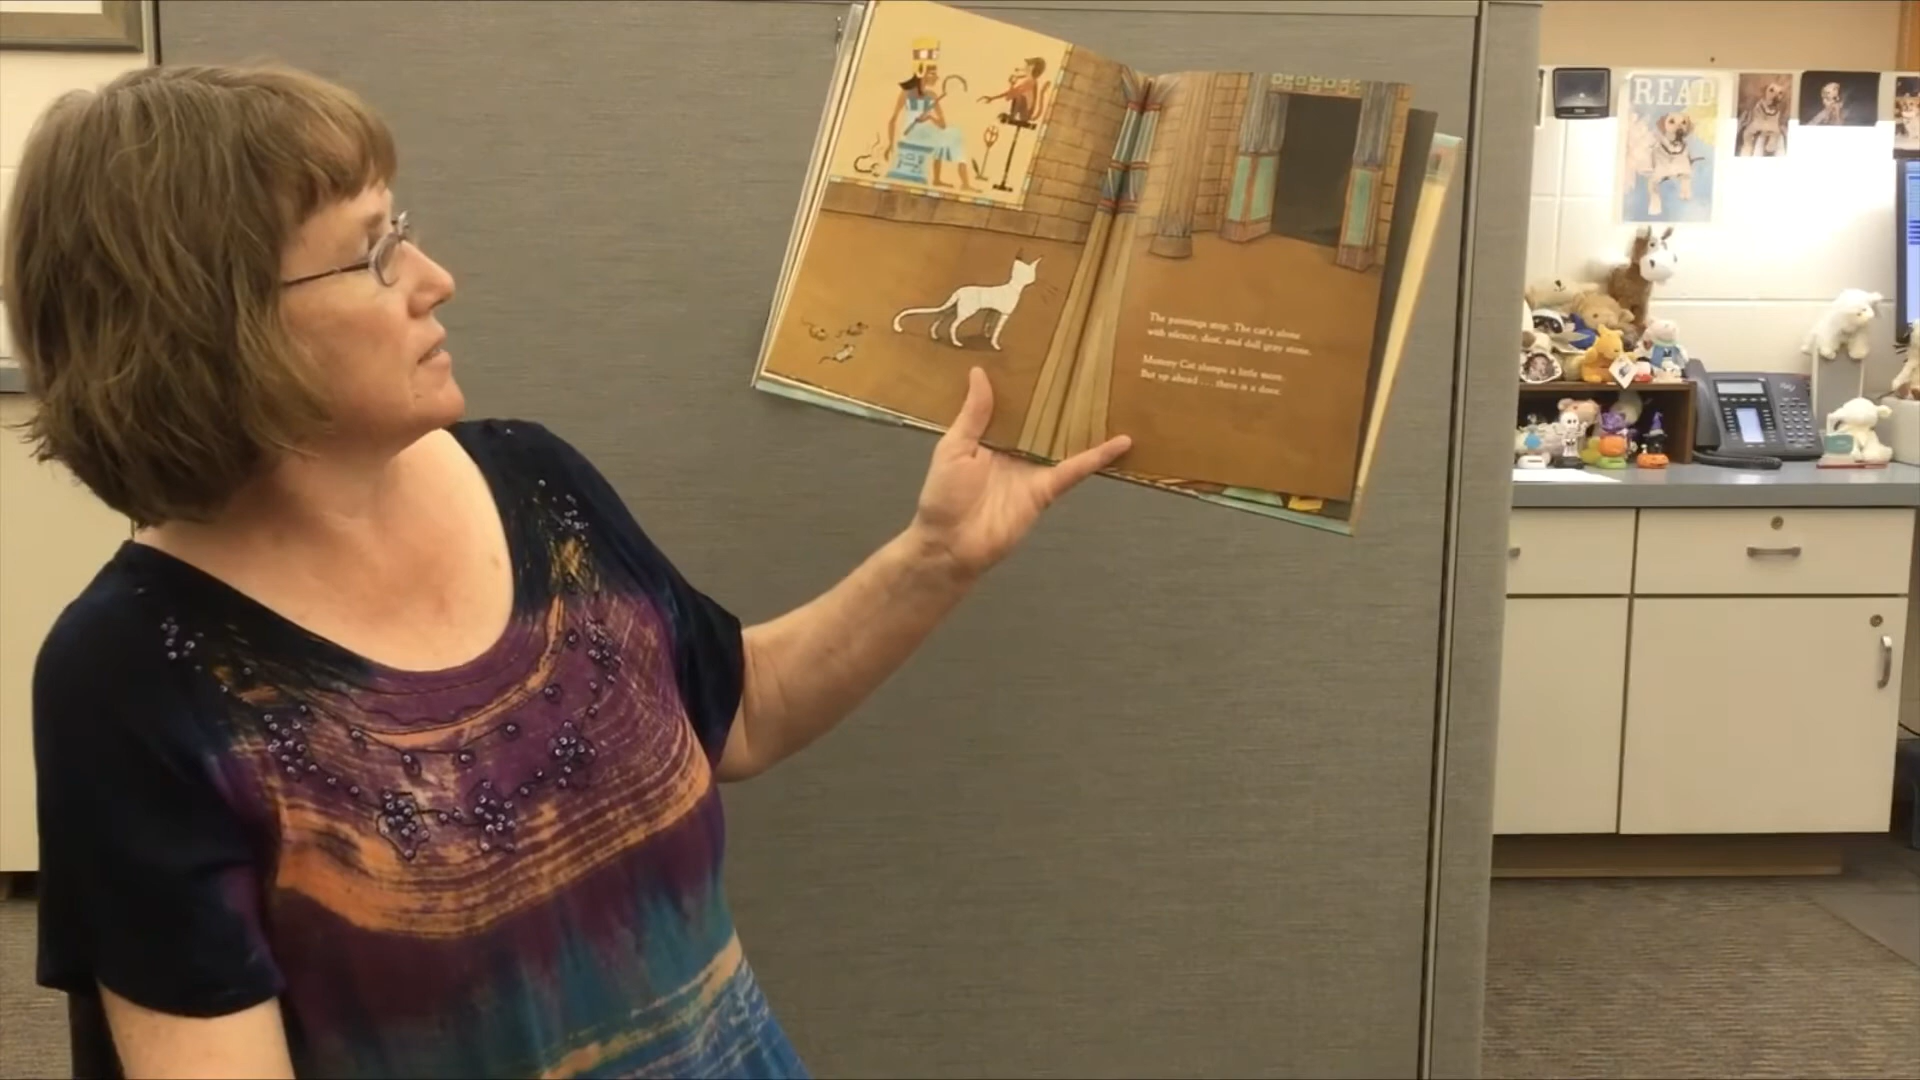 READ
The paintings stop. The cat's alone
with silence, dust, and dull gray stone.
Mummy Cat slumps a little more.
But up ahead . . . there is a door.